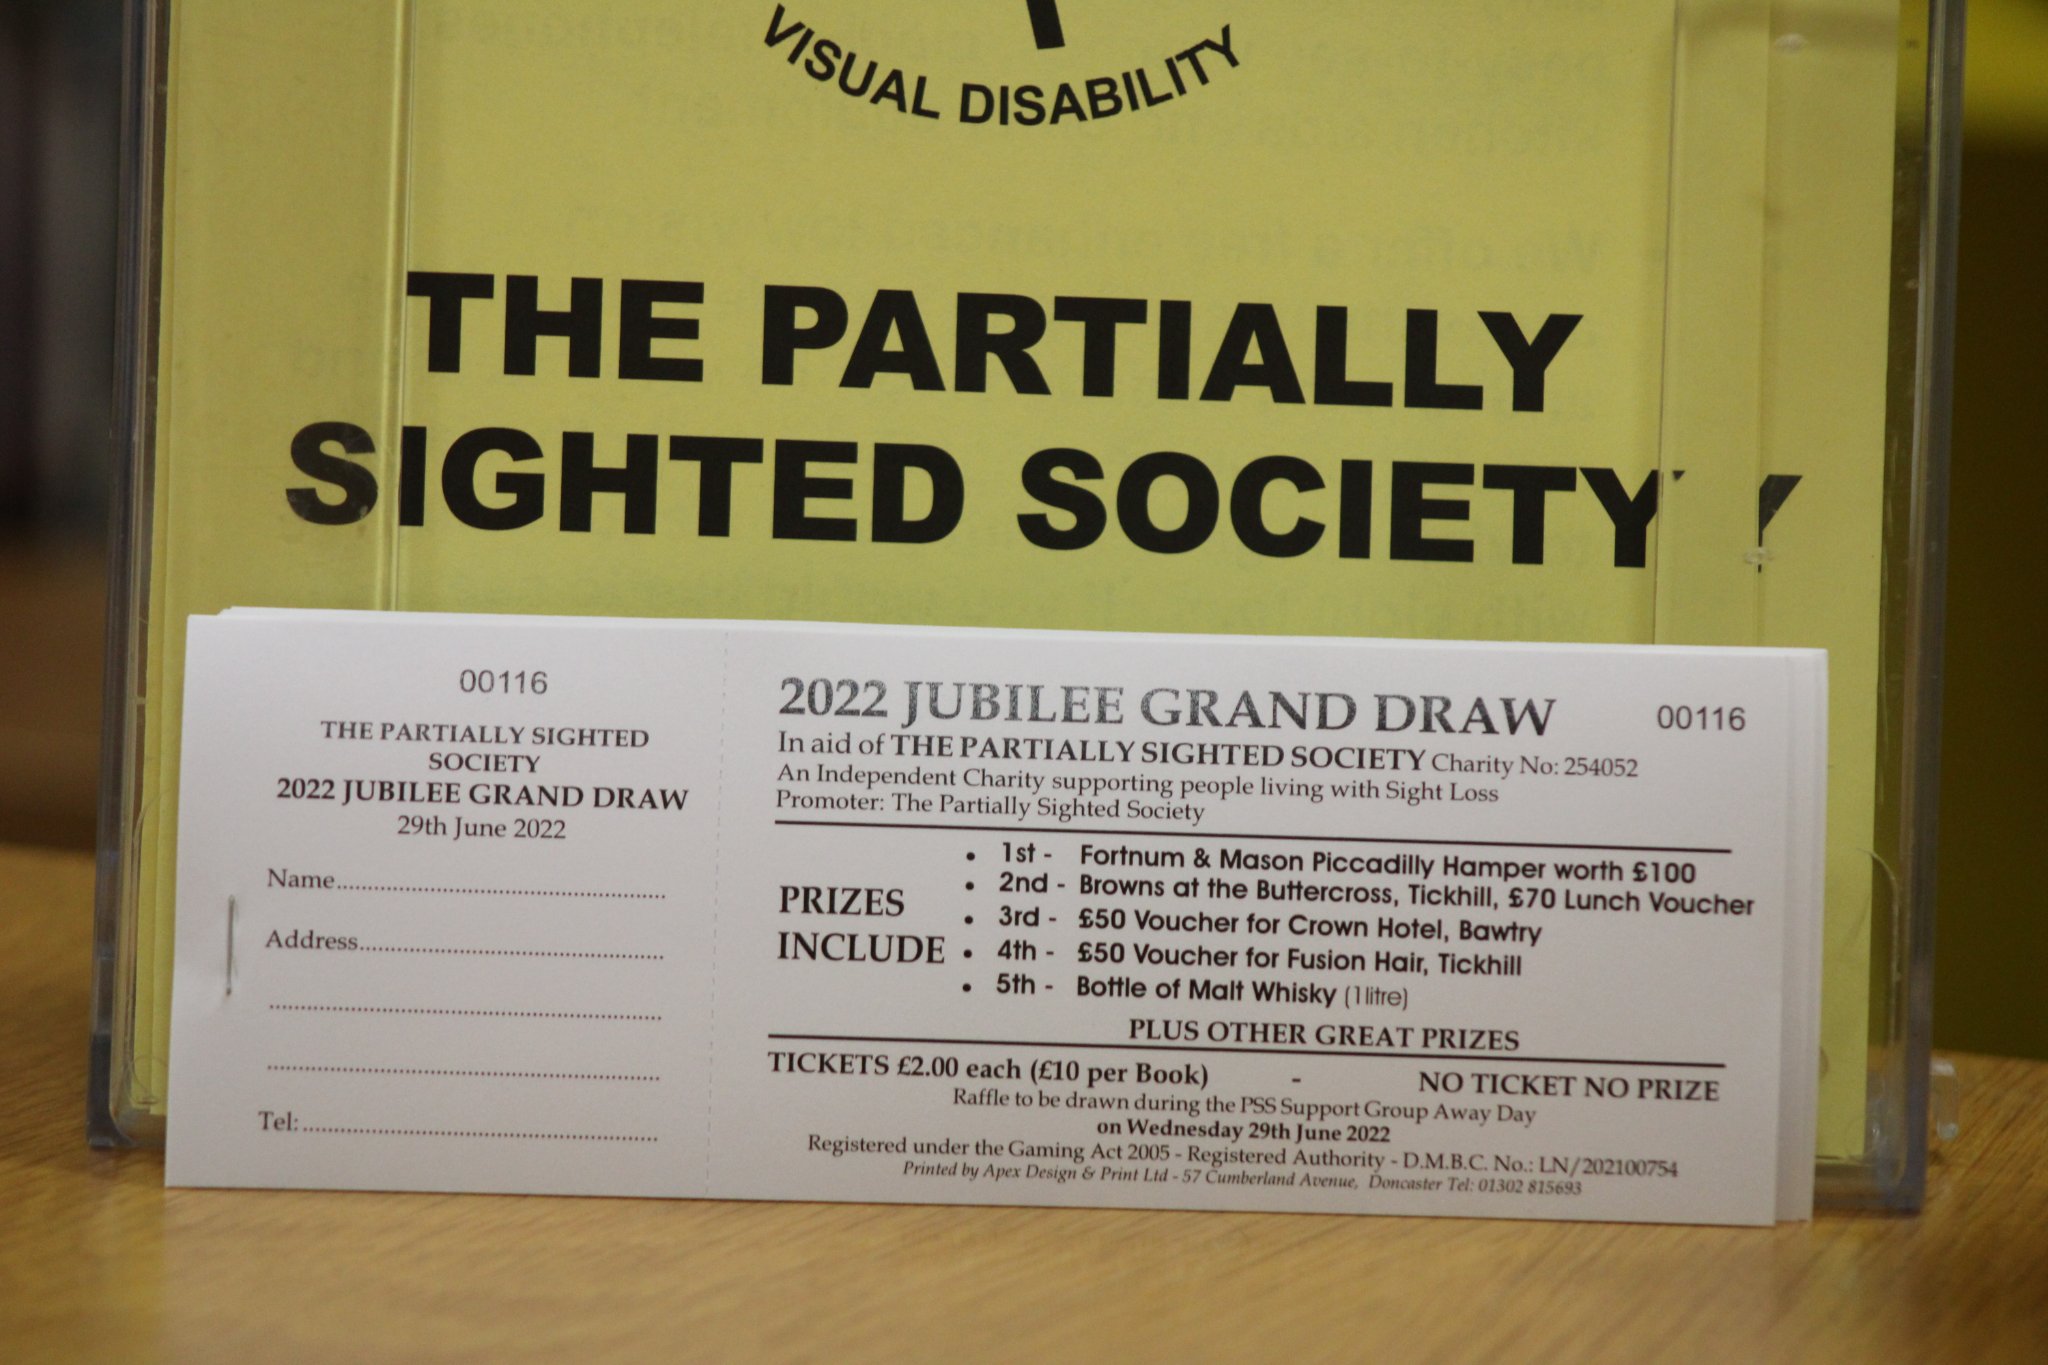 VISUAL DISABILITY
THE PARTIALLY
SIGHTED SOCIETY
00116
THE PARTIALLY SIGHTED
SOCIETY
2022 JUBILEE GRAND DRAW
29th June 2022
Name
Address
Tel:
2022 JUBILEE GRAND DRAW 00116
In aid of THE PARTIALLY SIGHTED SOCIETY Charity No: 254052
An Independent Charity supporting people living with Sight Loss
Promoter: The Partially Sighted Society
PRIZES
INCLUDE
• 1st - Fortnum & Mason Piccadilly Hamper worth £100
• 2nd - Browns at the Buttercross, Tickhill, £70 Lunch Voucher
• 3rd - £50 Voucher for Crown Hotel, Bawtry
• 4th - £50 Voucher for Fusion Hair, Tickhill
• 5th - Bottle of Malt Whisky (1 litre)
PLUS OTHER GREAT PRIZES
TICKETS £2.00 each (£10 per Book) - NO TICKET NO PRIZE
Raffle to be drawn during the PSS Support Group Away Day
on Wednesday 29th June 2022
Registered under the Gaming Act 2005 - Registered Authority - D.M.B.C. No.: LN/202100754
Printed by Apex Design & Print Ltd - 57 Cumberland Avenue, Doncaster Tel: 01302 815693